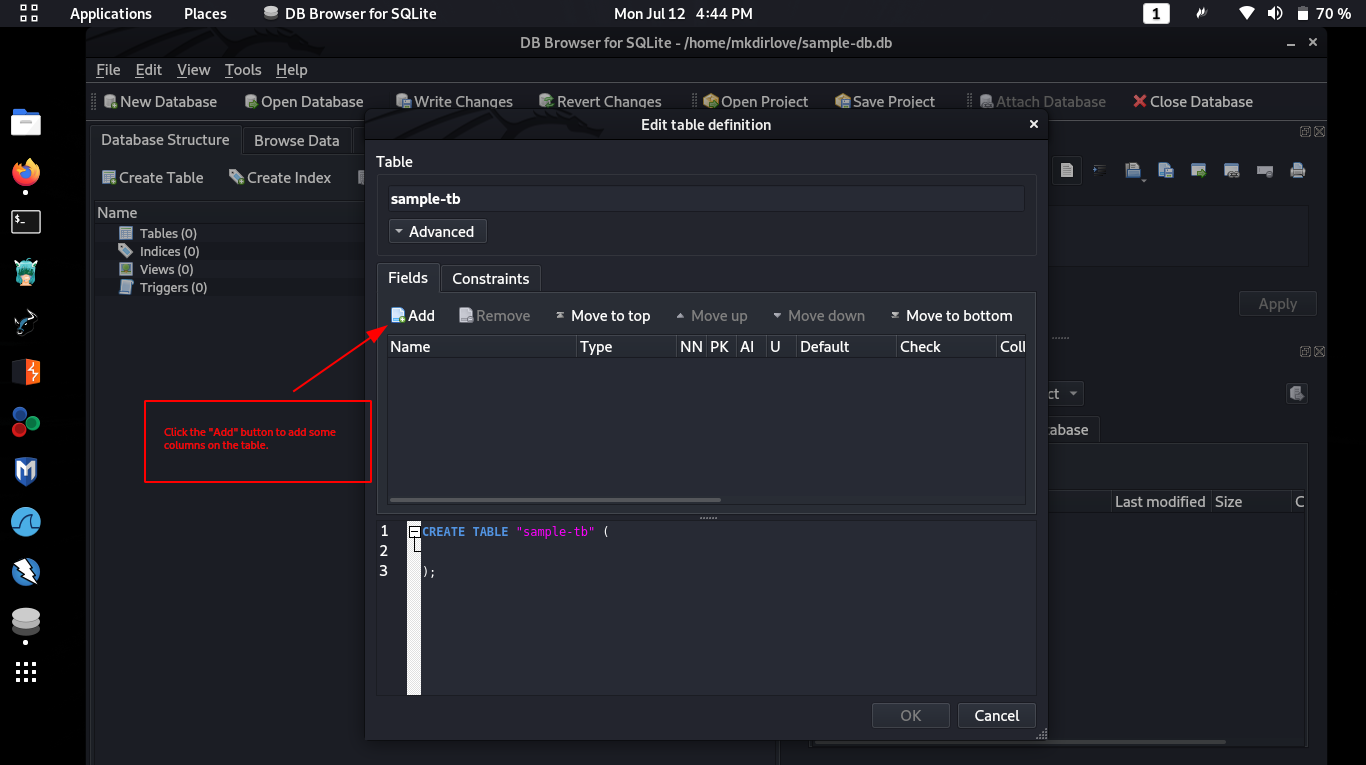 Applications Places DB Browser for SQLite Mon Jul 12 4:44 PM 1 70 %
DB Browser for SQLite - /home/mkdirlove/sample-db.db
File Edit View Tools Help
New Database Open Database Write Changes Revert Changes Open Project Save Project Attach Database Close Database
Edit table definition
Database Structure Browse Data
Create Table Create Index
Name
Tables (0)
Indices (0)
Views (0)
Triggers (0)
Table
sample-tb
Advanced
Fields Constraints
Add Remove Move to top Move up Move down Move to bottom
Name Type NN PK AI U Default Check Coll
Click the "Add" button to add some
columns on the table.
1 CREATE TABLE "sample-tb" (
2
3 );
OK Cancel
Apply
ct
abase
Last modified Size C